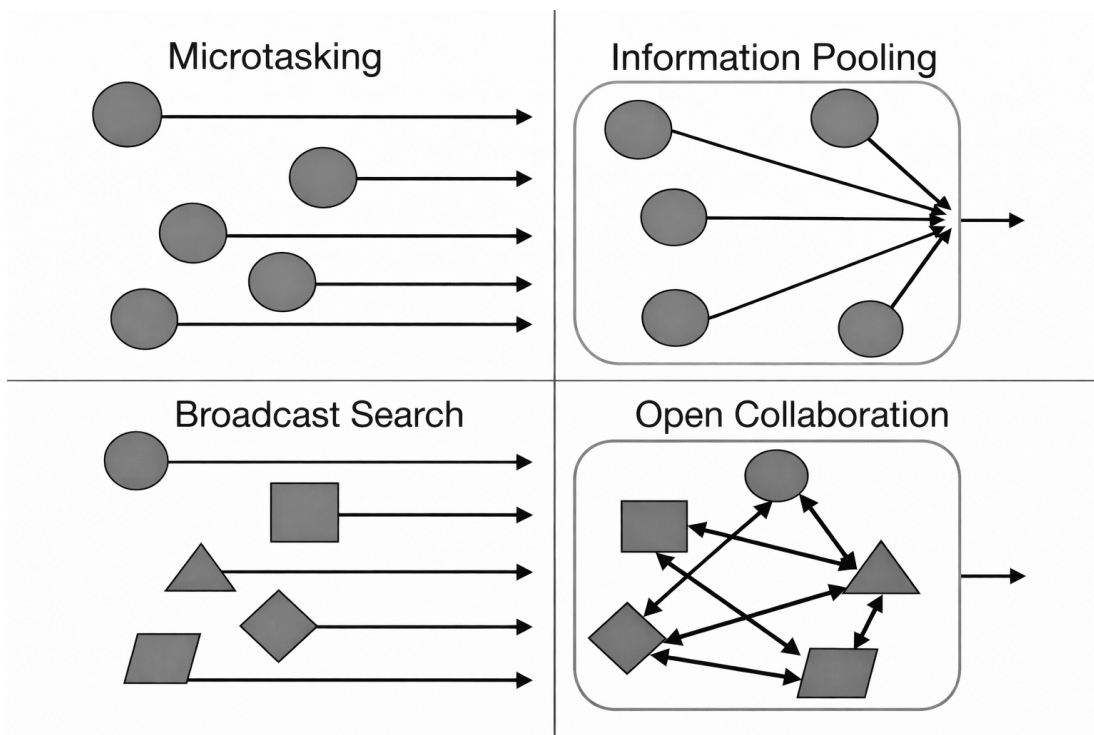 Microtasking
Information Pooling
Broadcast Search
Open Collaboration